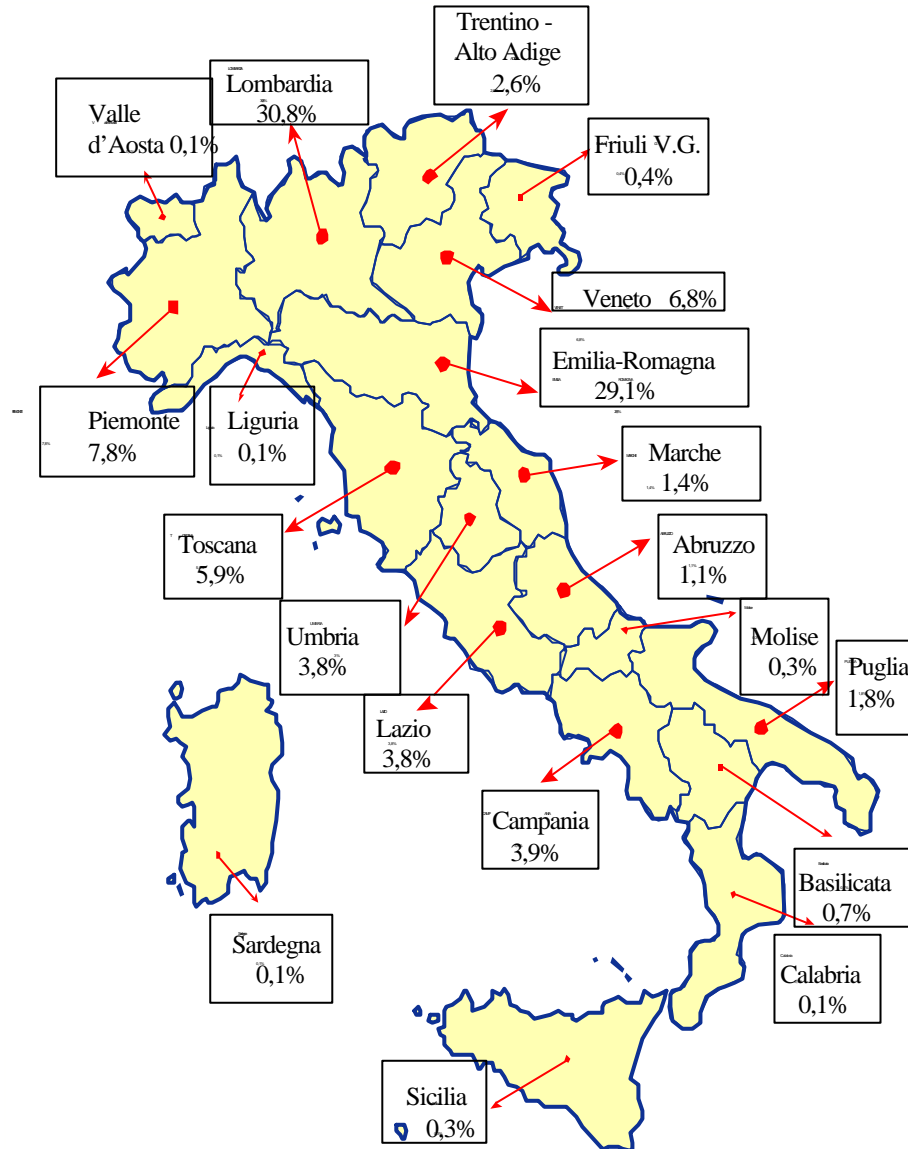 Trentino -
Alto Adige
2,6%
Lombardia
30,8%
Valle
d’Aosta 0,1%
Friuli V.G.
0,4%
Veneto 6,8%
Emilia-Romagna
29,1%
Piemonte
7,8%
Liguria
0,1%
Marche
1,4%
Toscana
5,9%
Abruzzo
1,1%
Umbria
3,8%
Molise
0,3%
Puglia
1,8%
Lazio
3,8%
Campania
3,9%
Basilicata
0,7%
Sardegna
0,1%
Calabria
0,1%
Sicilia
0,3%